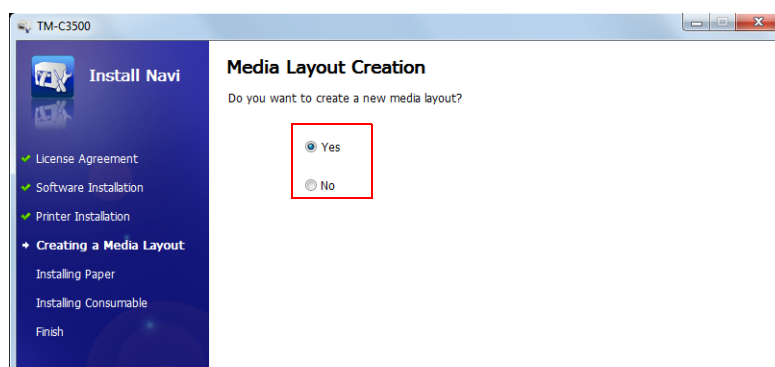 TM-C3500
Install Navi
License Agreement
Software Installation
Printer Installation
Creating a Media Layout
Installing Paper
Installing Consumable
Finish
Media Layout Creation
Do you want to create a new media layout?
Yes
No